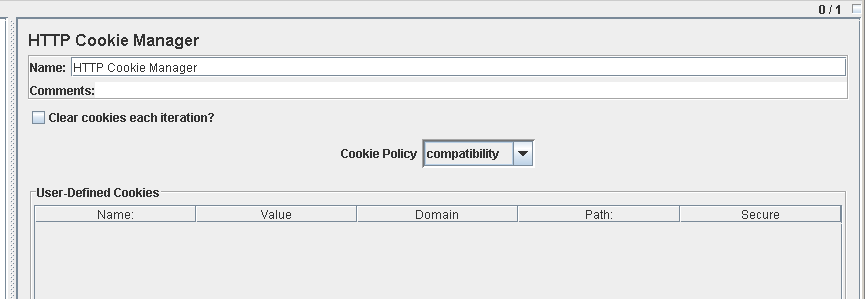 0 / 1
HTTP Cookie Manager
Name: HTTP Cookie Manager
Comments:
Clear cookies each iteration?
Cookie Policy compatibility
User-Defined Cookies
Name: Value Domain Path: Secure